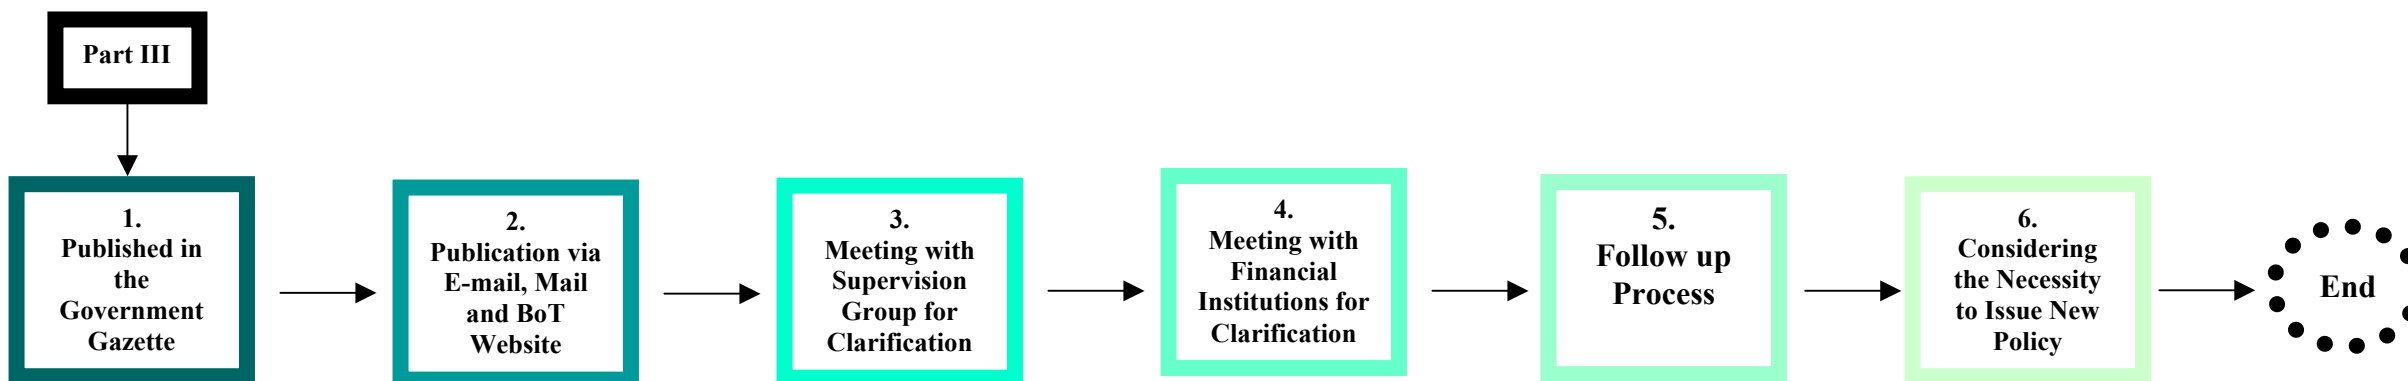 Part III
1.
Published in
the
Government
Gazette
2.
Publication via
E-mail, Mail
and BoT
Website
3.
Meeting with
Supervision
Group for
Clarification
4.
Meeting with
Financial
Institutions for
Clarification
5.
Follow up
Process
6.
Considering
the Necessity
to Issue New
Policy
End